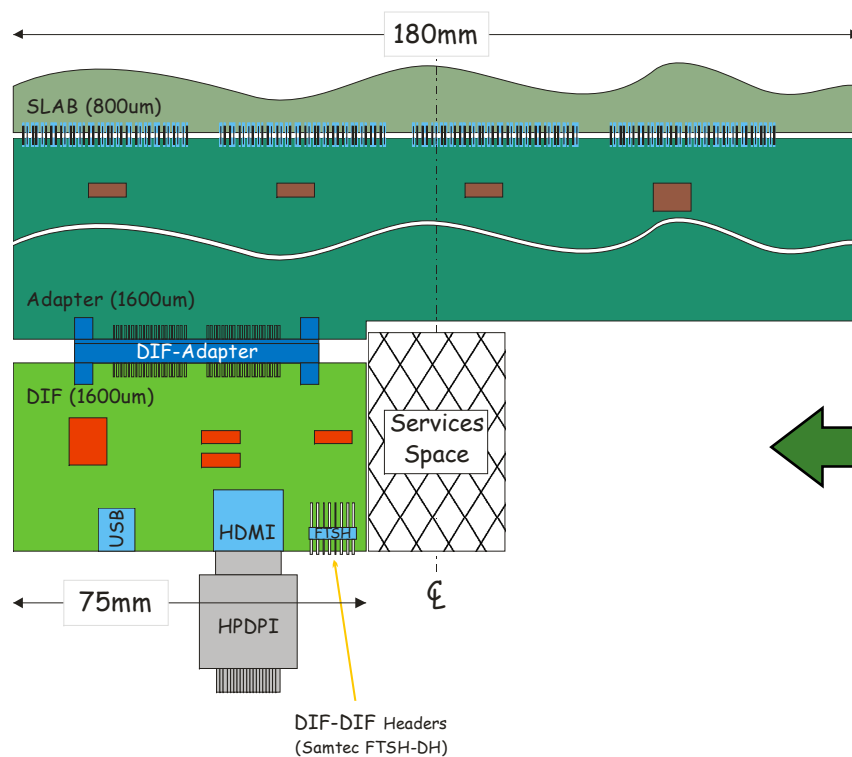 180mm
SLAB (800um)
Adapter (1600um)
DIF-Adapter
DIF (1600um)
Services
Space
USB
HDMI
FTSH
75mm
HPDPI
℄
DIF-DIF Headers
(Samtec FTSH-DH)